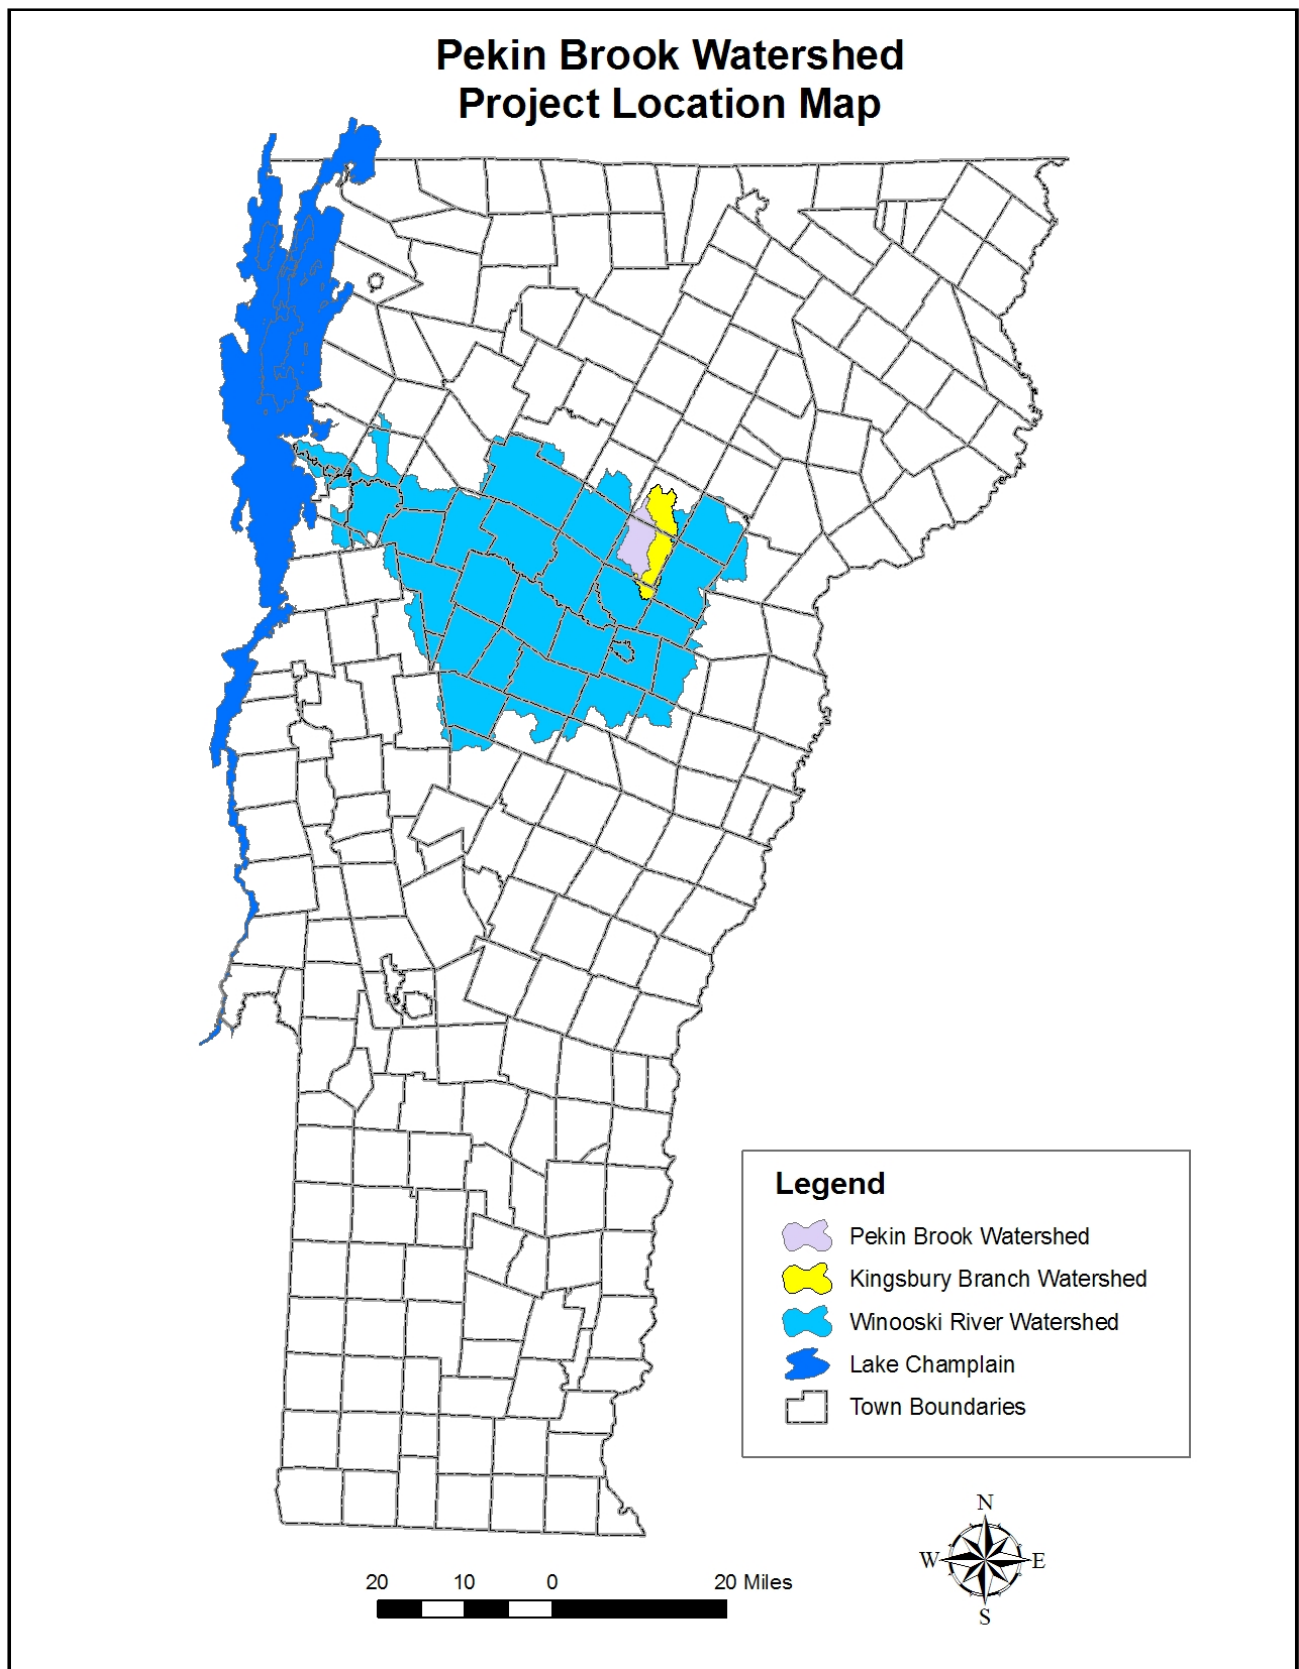 Pekin Brook Watershed
Project Location Map
Legend
Pekin Brook Watershed
Kingsbury Branch Watershed
Winooski River Watershed
Lake Champlain
Town Boundaries
N
W E
S
20 10 0 20 Miles